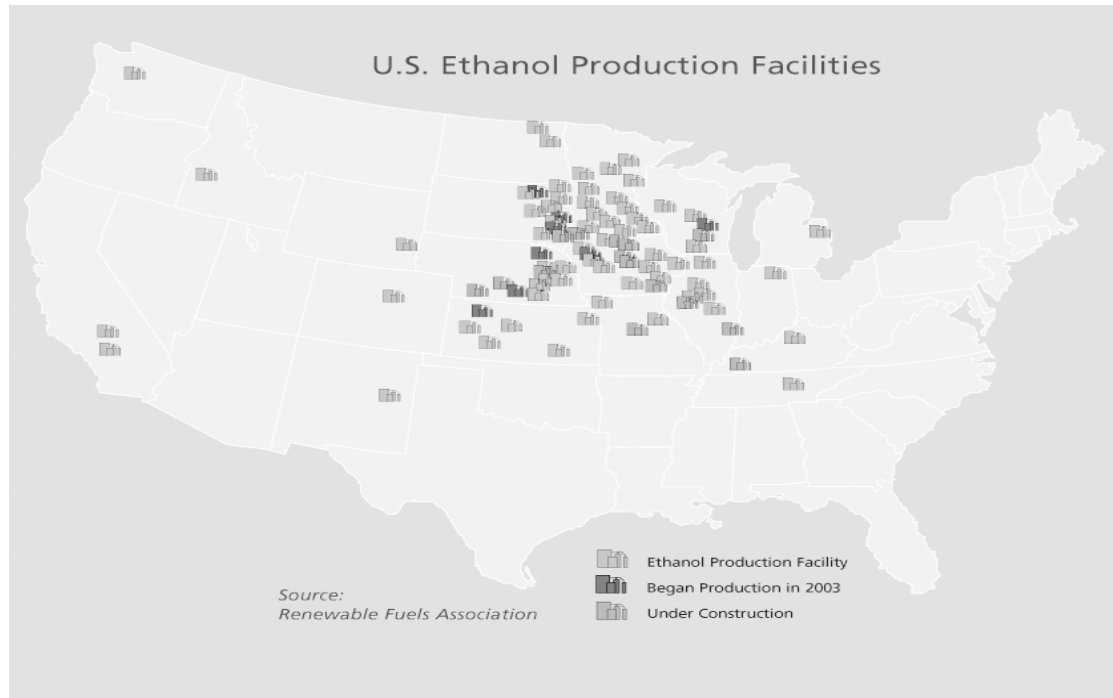 U.S. Ethanol Production Facilities
Ethanol Production Facility
Began Production in 2003
Under Construction
Source:
Renewable Fuels Association